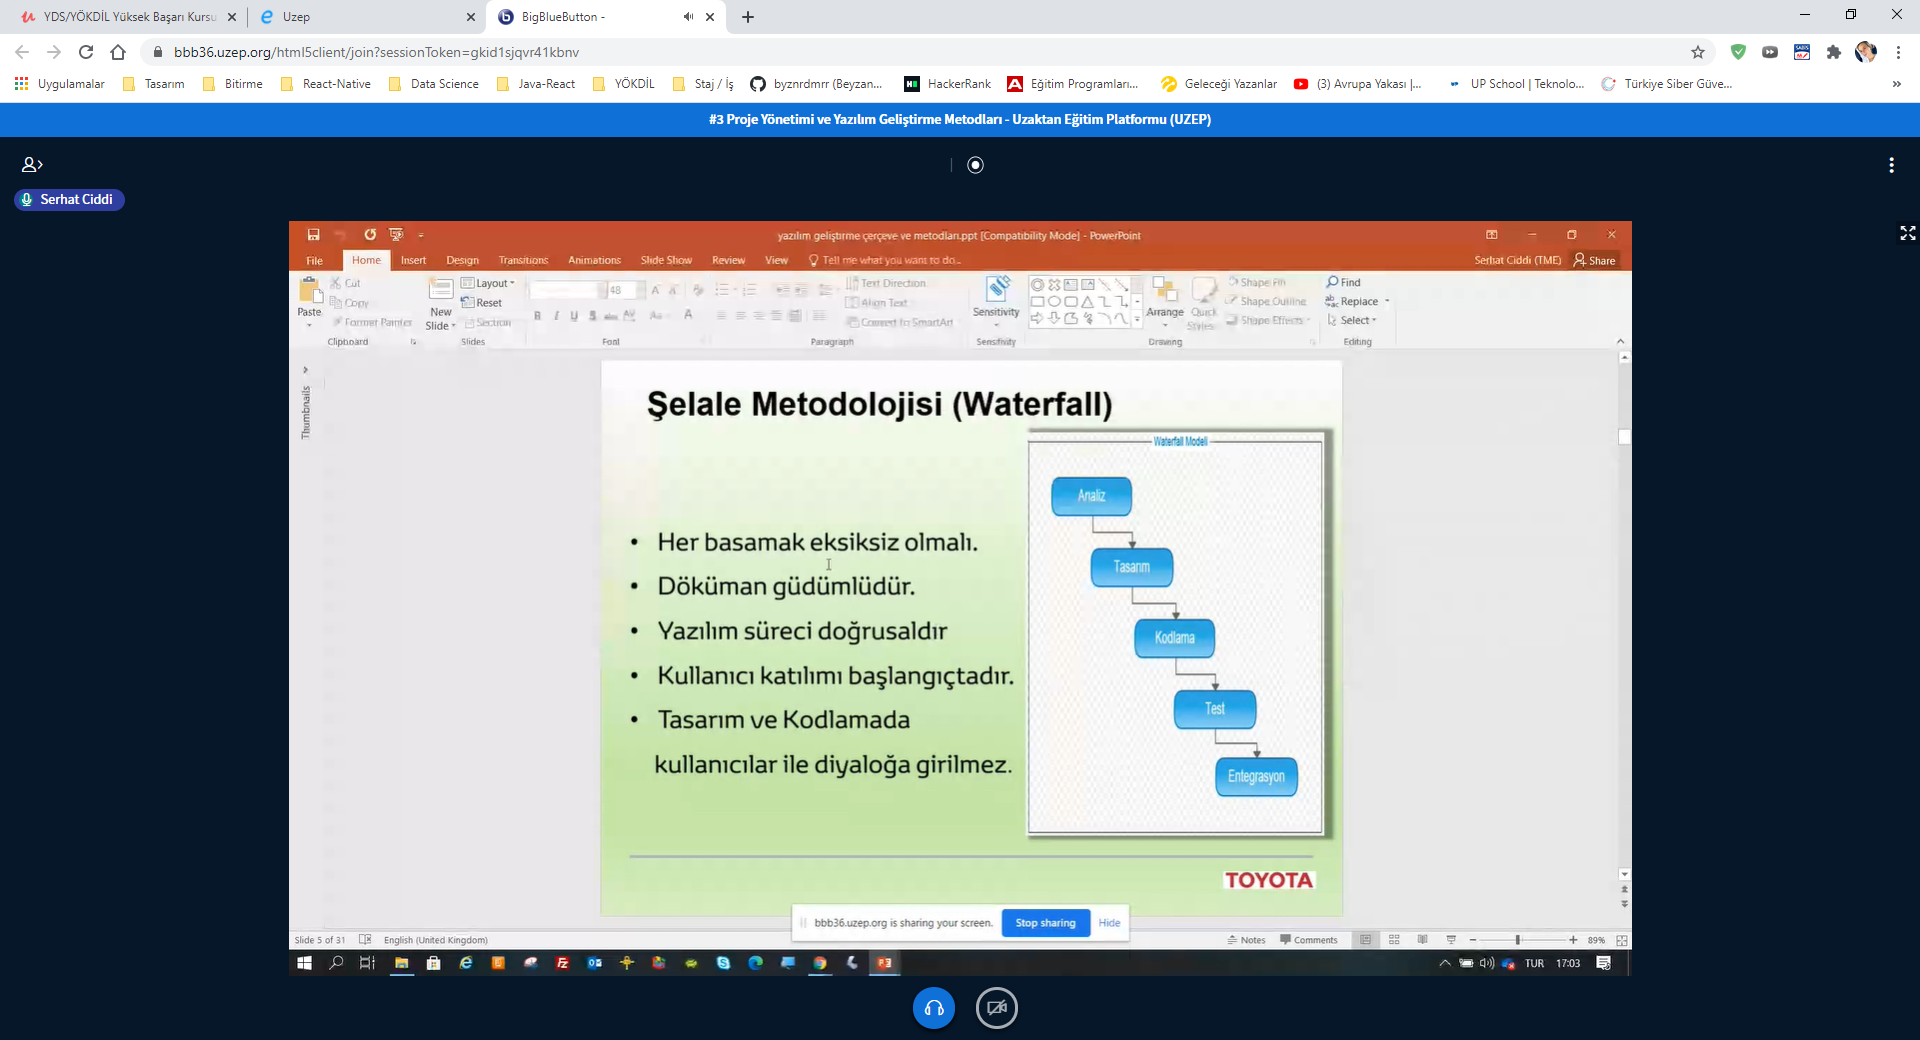 YDS/YÖKDİL Yüksek Başarı Kursu
Uzep
BigBlueButton -
bbb36.uzep.org/html5client/join?sessionToken=gkid1sjqvr41kbnv
Uygulamalar
Tasarım
Bitirme
React-Native
Data Science
Java-React
YÖKDİL
Staj / İş
byznrdmrr (Beyzan...
HackerRank
Eğitim Programları...
Geleceği Yazanlar
(3) Avrupa Yakası |...
UP School | Teknolo...
Türkiye Siber Güve...
#3 Proje Yönetimi ve Yazılım Geliştirme Metodları - Uzaktan Eğitim Platformu (UZEP)
Serhat Ciddi
yazılım geliştirme çerçeve ve metodları.ppt [Compatibility Mode] - PowerPoint
File Home Insert Design Transitions Animations Slide Show Review View Tell me what you want to do...
Serhat Ciddi (TME) Share
Paste
Cut
Copy
Format Painter
Clipboard
New Slide
Layout
Reset
Section
Slides
48
Font
Text Direction
Align Text
Convert to SmartArt
Paragraph
Sensitivity
Sensitivity
Arrange
Quick Styles
Shape Fill
Shape Outline
Shape Effects
Drawing
Find
Replace
Select
Editing
Thumbnails
Şelale Metodolojisi (Waterfall)
• Her basamak eksiksiz olmalı.
• Döküman güdümlüdür.
• Yazılım süreci doğrusaldır
• Kullanıcı katılımı başlangıçtadır.
• Tasarım ve Kodlamada
kullanıcılar ile diyaloğa girilmez.
Waterfall Modeli
Analiz
Tasarım
Kodlama
Test
Entegrasyon
TOYOTA
bbb36.uzep.org is sharing your screen. Stop sharing Hide
Slide 5 of 31 English (United Kingdom)
Notes Comments 89%
TUR 17:03